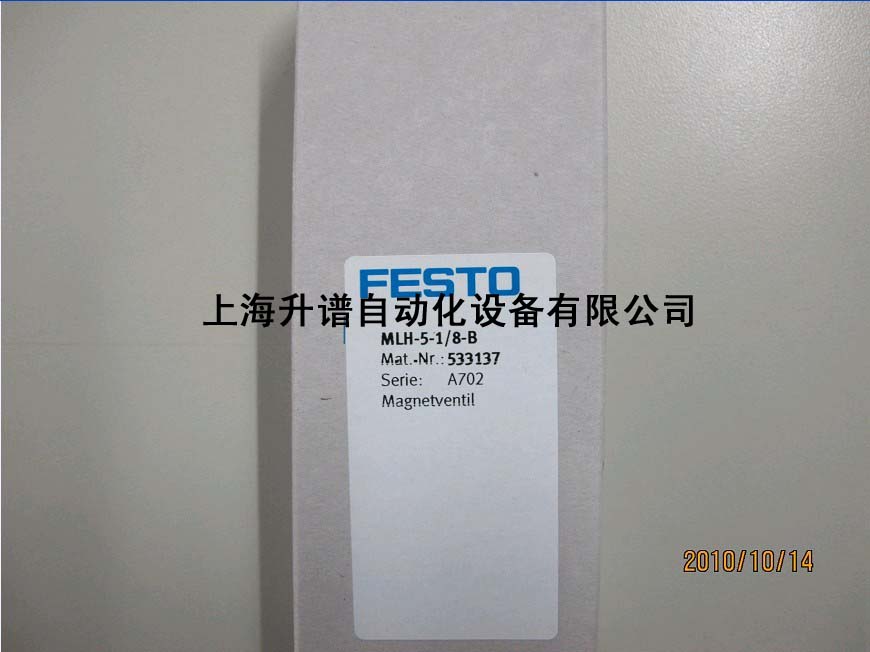 FESTO
上海升谱自动化设备有限公司
MLH-5-1/8-B
Mat.-Nr.: 533137
Serie: A702
Magnetventil
2010/10/14